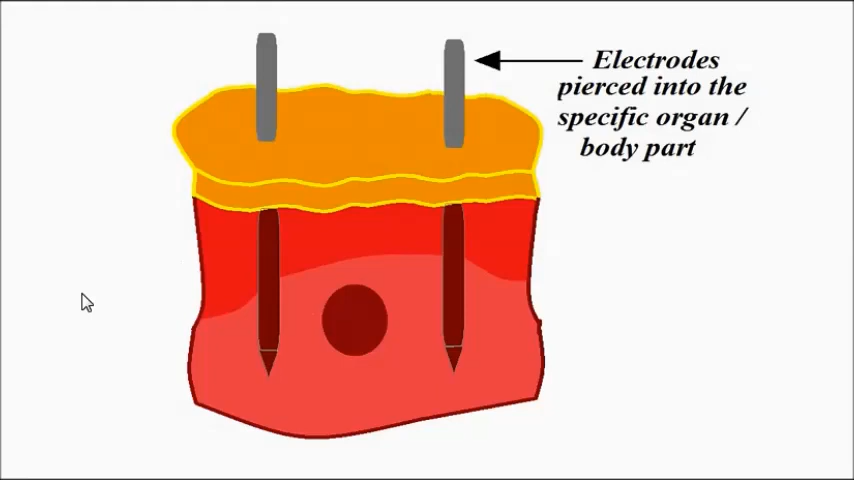 Electrodes
pierced into the
specific organ /
body part